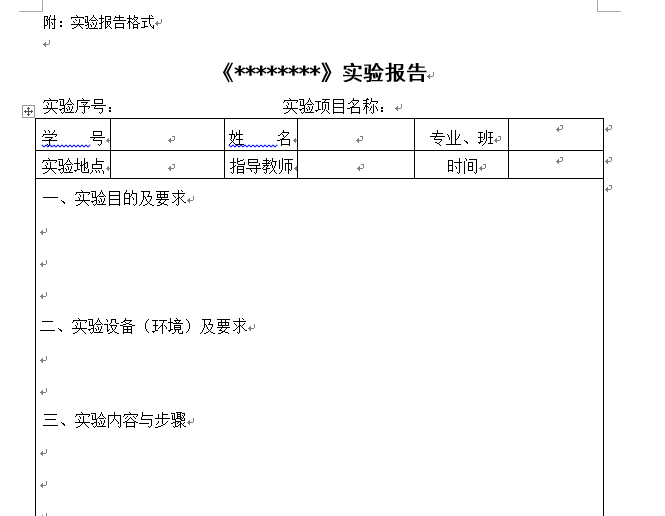 附：实验报告格式
《********》实验报告
实验序号： 实验项目名称：
学 号 姓 名 专业、班
实验地点 指导教师 时间
一、实验目的及要求
二、实验设备（环境）及要求
三、实验内容与步骤